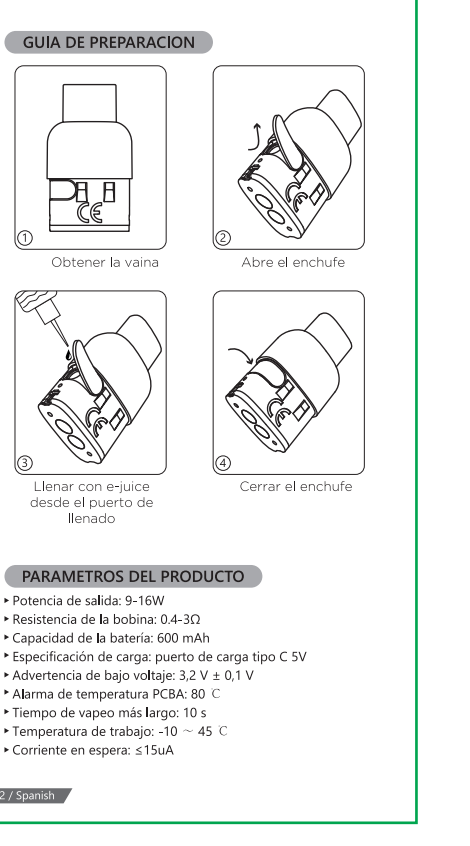 GUIA DE PREPARACION
CE
①
Obtener la vaina
CE
②
Abre el enchufe
CE
③
Llenar con e-juice
desde el puerto de
llenado
CE
④
Cerrar el enchufe
PARAMETROS DEL PRODUCTO
‣ Potencia de salida: 9-16W
‣ Resistencia de la bobina: 0.4-3Ω
‣ Capacidad de la batería: 600 mAh
‣ Especificación de carga: puerto de carga tipo C 5V
‣ Advertencia de bajo voltaje: 3,2 V ± 0,1 V
‣ Alarma de temperatura PCBA: 80 ℃
‣ Tiempo de vapeo más largo: 10 s
‣ Temperatura de trabajo: -10 ～ 45 ℃
‣ Corriente en espera: ≤15uA
2 / Spanish